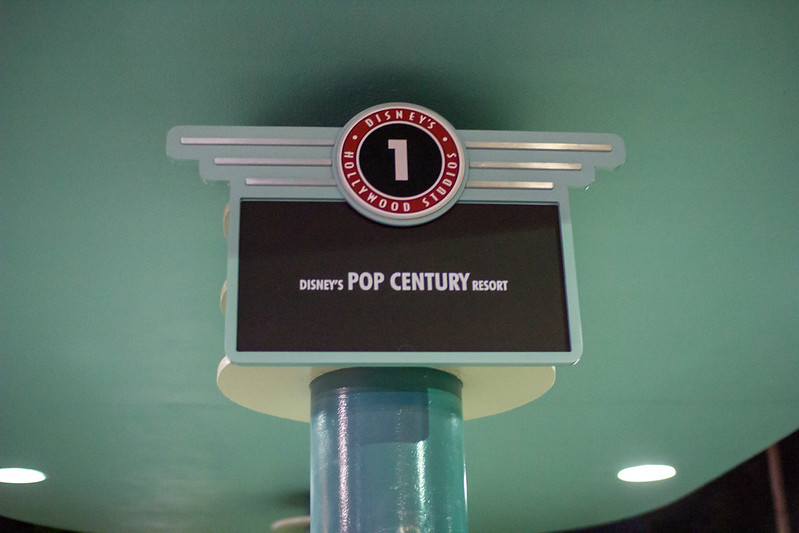 DISNEY'S
1
HOLLYWOOD STUDIOS
DISNEY'S POP CENTURY RESORT